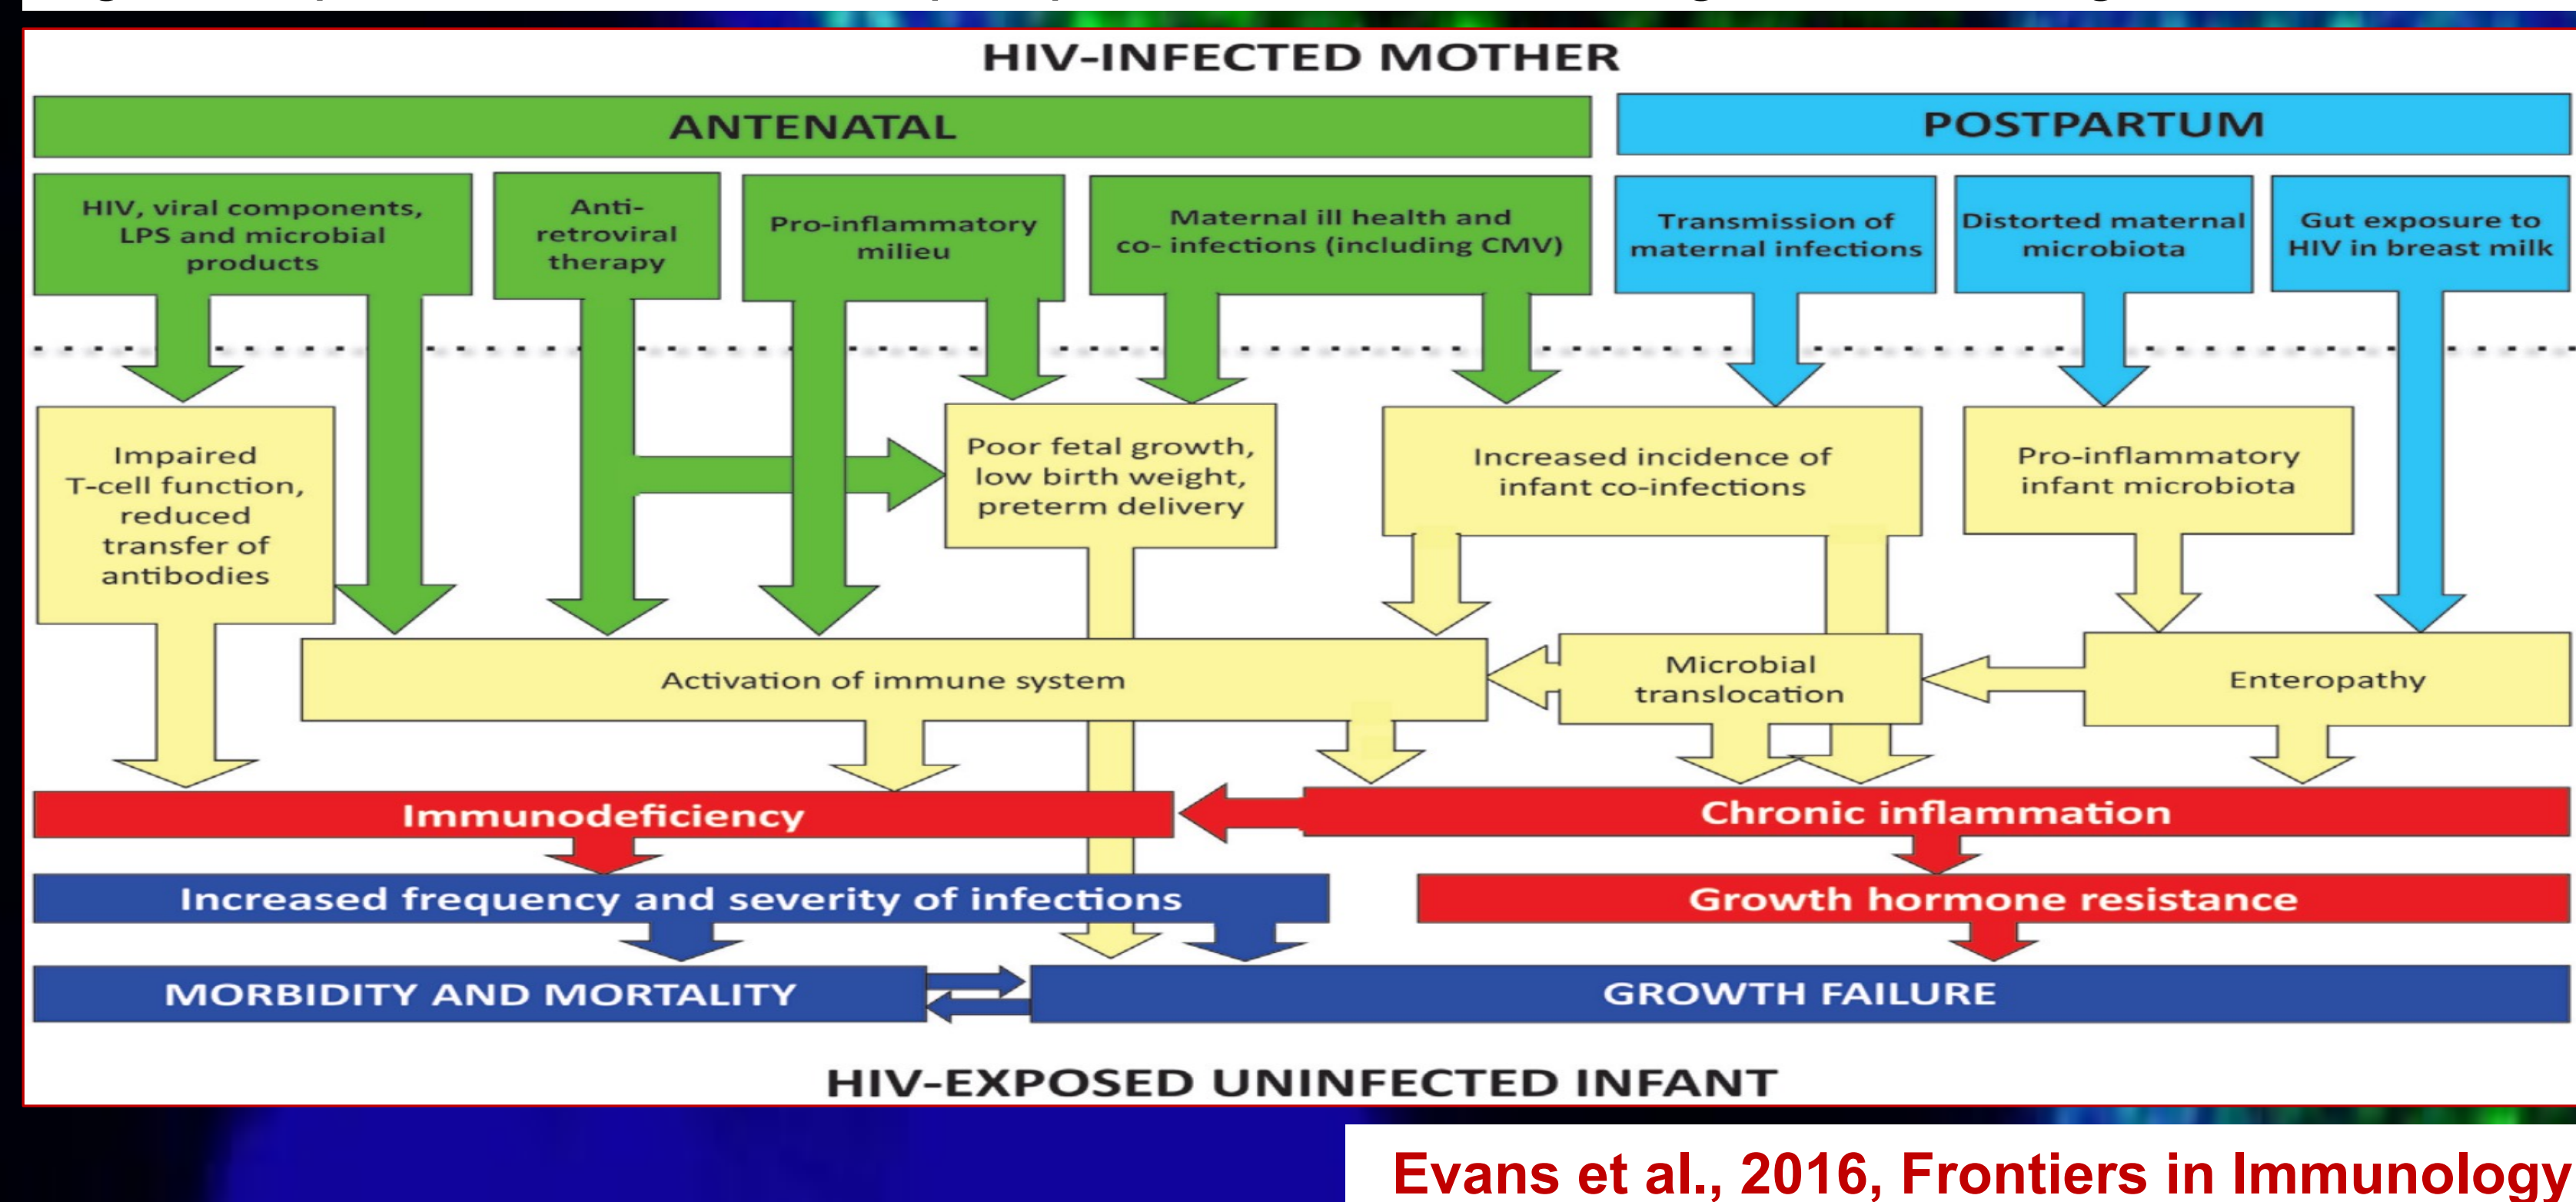 HIV-INFECTED MOTHER
ANTENATAL
POSTPARTUM
HIV, viral components,
LPS and microbial
products
Anti-
retroviral
therapy
Pro-inflammatory
milieu
Maternal ill health and
co- infections (including CMV)
Transmission of
maternal infections
Distorted maternal
microbiota
Gut exposure to
HIV in breast milk
Impaired
T-cell function,
reduced
transfer of
antibodies
Poor fetal growth,
low birth weight,
preterm delivery
Increased incidence of
infant co-infections
Pro-inflammatory
infant microbiota
Activation of immune system
Microbial
translocation
Enteropathy
Immunodeficiency
Chronic inflammation
Increased frequency and severity of infections
Growth hormone resistance
MORBIDITY AND MORTALITY
GROWTH FAILURE
HIV-EXPOSED UNINFECTED INFANT
Evans et al., 2016, Frontiers in Immunology